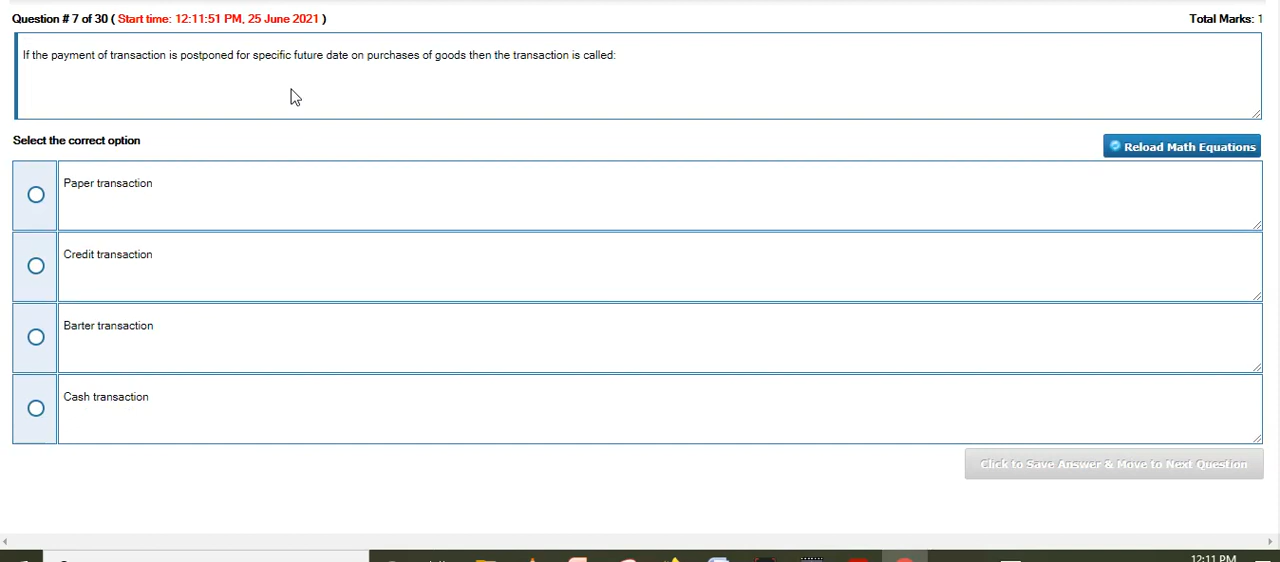 Question # 7 of 30 ( Start time: 12:11:51 PM, 25 June 2021 ) Total Marks: 1
If the payment of transaction is postponed for specific future date on purchases of goods then the transaction is called:
Select the correct option
Reload Math Equations
Paper transaction
Credit transaction
Barter transaction
Cash transaction
Click to Save Answer & Move to Next Question
12:11 PM